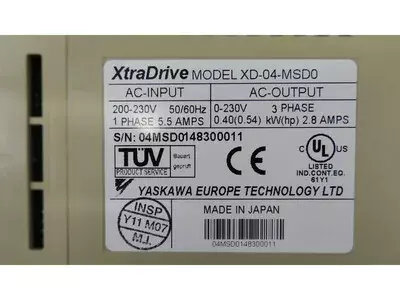 XtraDrive MODEL XD-04-MSD0
AC-INPUT AC-OUTPUT
200-230V 50/60Hz 0-230V 3 PHASE
1 PHASE 5.5 AMPS 0.40(0.54) kW(hp) 2.8 AMPS
S/N: 04MSD0148300011
TÜV
PRODUCT SERVICE
Bauart
geprüft
CE
C UL US
LISTED
IND.CONT.EQ.
61Y1
YASKAWA EUROPE TECHNOLOGY LTD
INSP
Y11 M07
M.I.
MADE IN JAPAN
04MSD0148300011